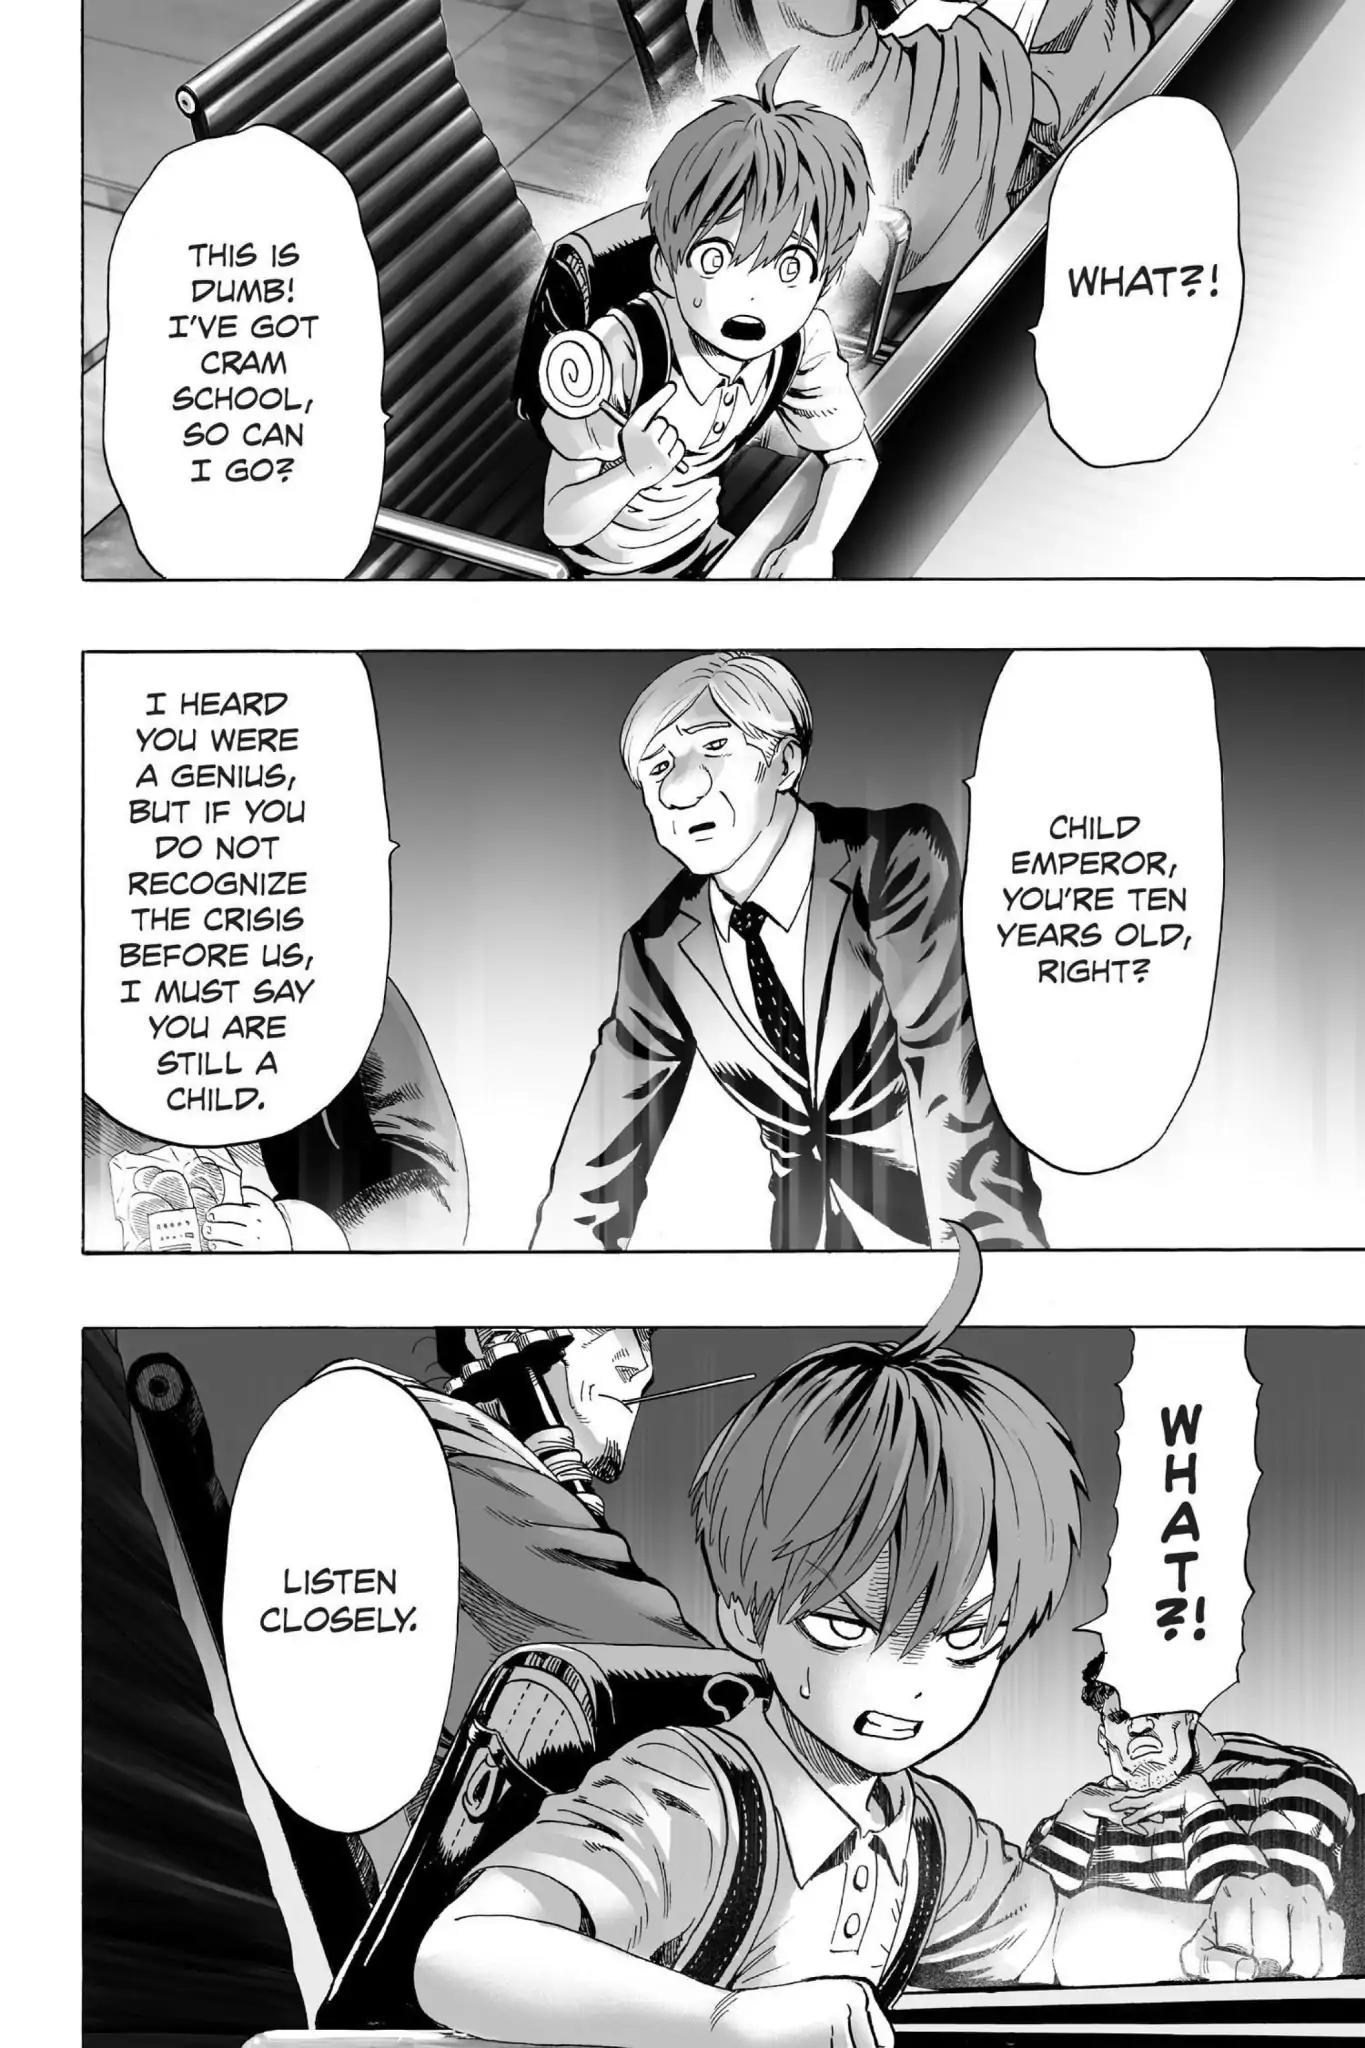 WHAT?!
THIS IS
DUMB!
I'VE GOT
CRAM
SCHOOL,
SO CAN
I GO?
CHILD
EMPEROR,
YOU'RE TEN
YEARS OLD,
RIGHT?
I HEARD
YOU WERE
A GENIUS,
BUT IF YOU
DO NOT
RECOGNIZE
THE CRISIS
BEFORE US,
I MUST SAY
YOU ARE
STILL A
CHILD.
WHAT?!
LISTEN
CLOSELY.